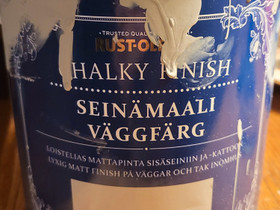 TRUSTED QUALITY
RUST-OL
HALKY FINISH
SEINÄMAALI
VÄGGFÄRG
LOISTELIAS MATTAPINTA SISÄSEINIIN JA -KATTOON
LYXIG MATT FINISH PÅ VÄGGAR OCH TAK INOMHUS